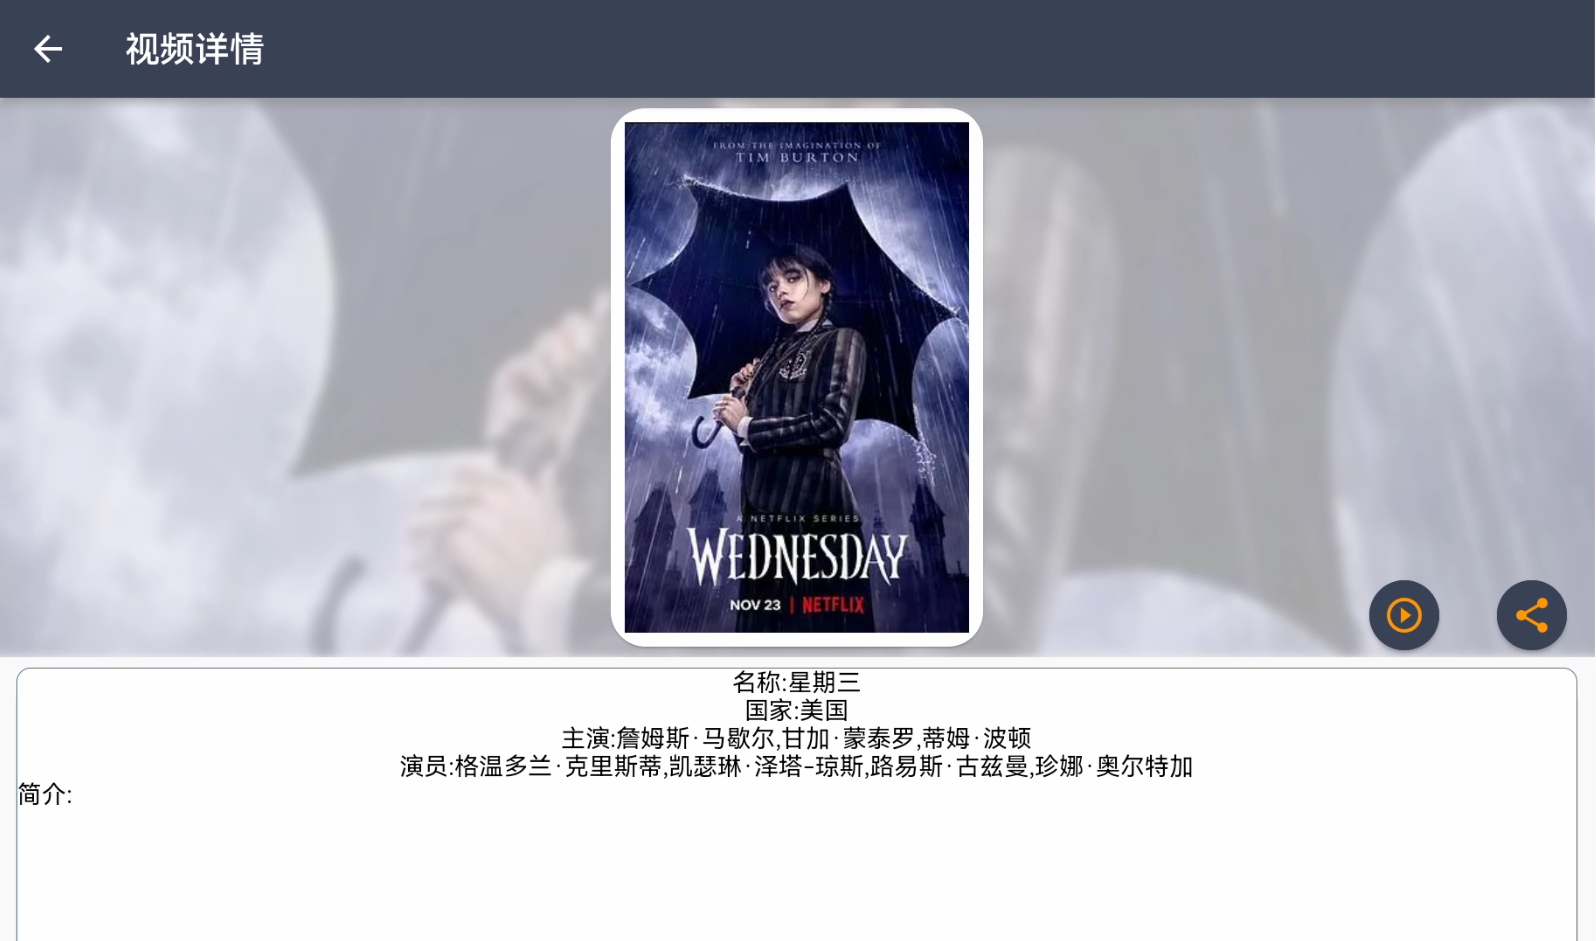 视频详情
FROM THE IMAGINATION OF
TIM BURTON
A NETFLIX SERIES
WEDNESDAY
NOV 23 | NETFLIX
名称:星期三
国家:美国
主演:詹姆斯·马歇尔,甘加·蒙泰罗,蒂姆·波顿
演员:格温多兰·克里斯蒂,凯瑟琳·泽塔-琼斯,路易斯·古兹曼,珍娜·奥尔特加
简介: